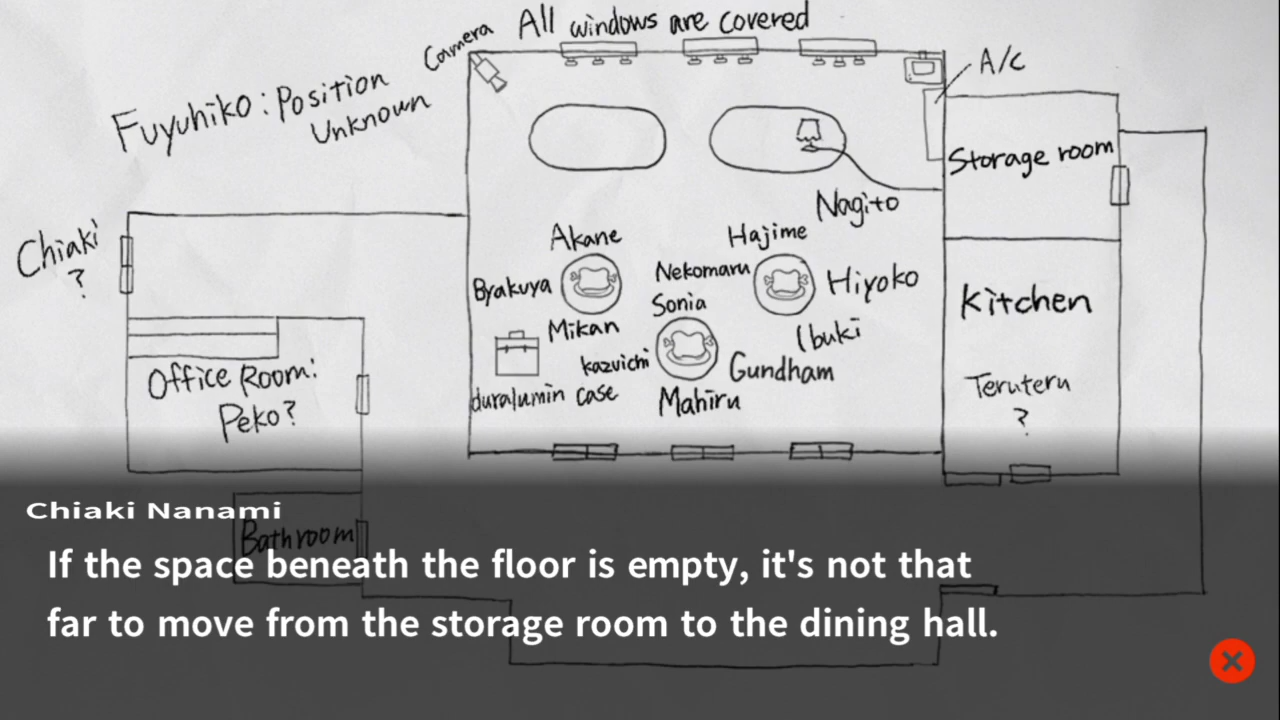 All windows are covered
Camera
A/C
Fuyuhiko: Position
Unknown
Storage room
Nagito
Chiaki
?
Akane
Hajime
Byakuya
Nekomaru
Hiyoko
Sonia
Kitchen
Mikan
Ibuki
kazuichi
Gundham
Office Room:
Peko?
duralumin case
Mahiru
Teruteru
?
Chiaki Nanami
Bathroom
If the space beneath the floor is empty, it's not that
far to move from the storage room to the dining hall.